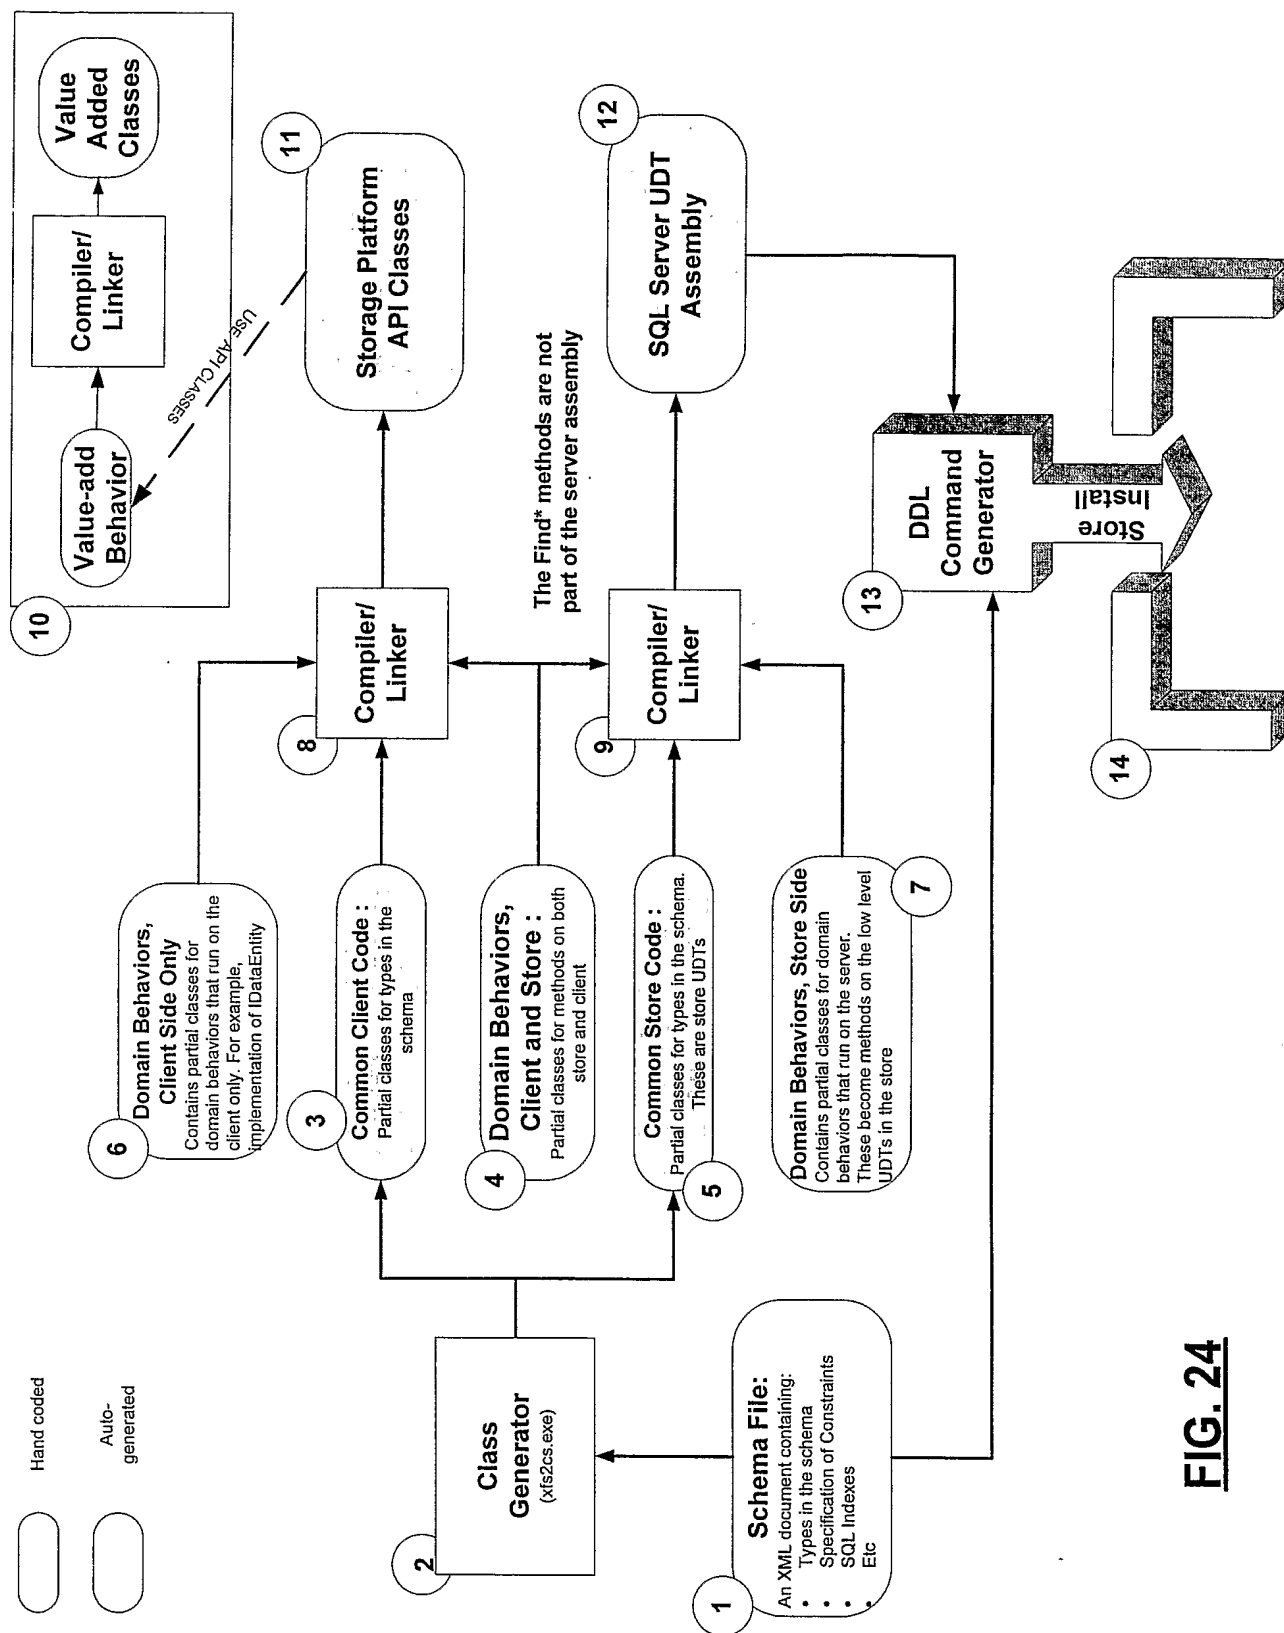 Hand coded
Auto-
generated
10
Value-add
Behavior
Compiler/
Linker
Value
Added
Classes
USE API CLASSES
6
Domain Behaviors,
Client Side Only
Contains partial classes for
domain behaviors that run on the
client only. For example,
implementation of IDataEntity
3
Common Client Code :
Partial classes for types in the
schema
8
Compiler/
Linker
11
Storage Platform
API Classes
2
Class
Generator
(xfs2cs.exe)
4
Domain Behaviors,
Client and Store :
Partial classes for methods on both
store and client
The Find* methods are not
part of the server assembly
5
Common Store Code :
Partial classes for types in the schema.
These are store UDTs
9
Compiler/
Linker
12
SQL Server UDT
Assembly
1
Schema File:
An XML document containing:
• Types in the schema
• Specification of Constraints
• SQL Indexes
• Etc
7
Domain Behaviors, Store Side
Contains partial classes for domain
behaviors that run on the server.
These become methods on the low level
UDTs in the store
13
DDL
Command
Generator
Store
Install
14
FIG. 24